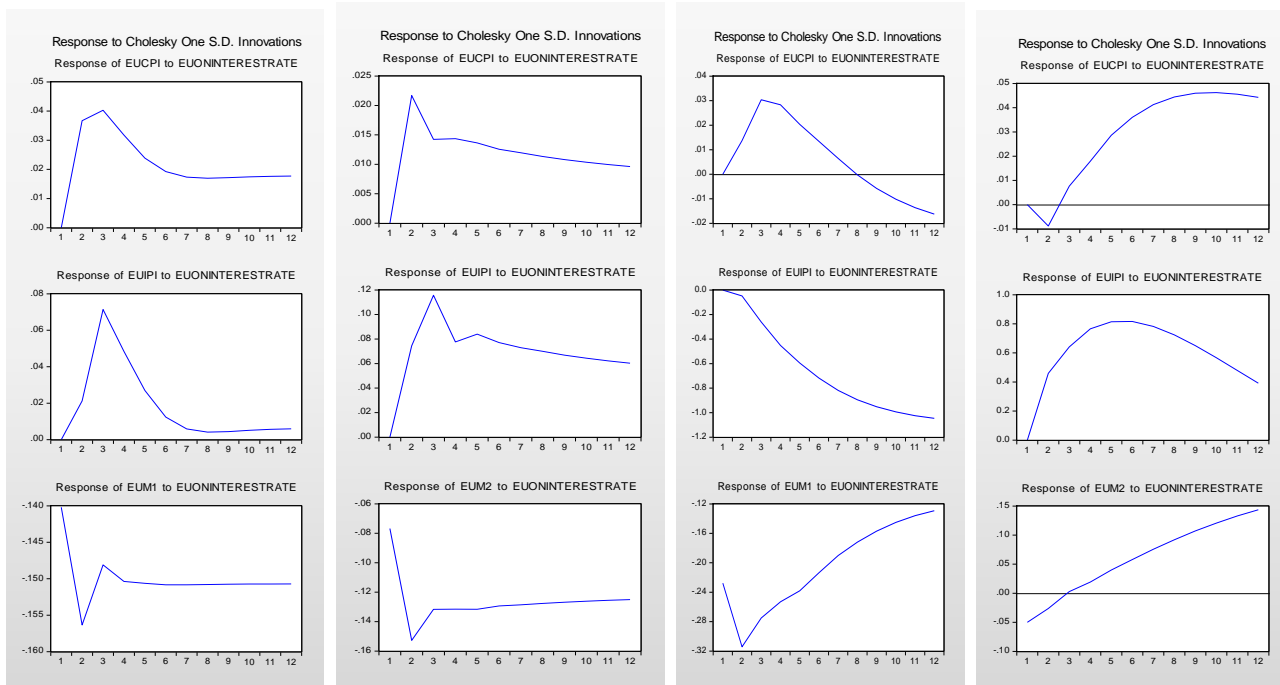 Response to Cholesky One S.D. Innovations
Response of EUCPI to EUONINTERESTRATE
.05
.04
.03
.02
.01
.00
1 2 3 4 5 6 7 8 9 10 11 12
Response of EUIPI to EUONINTERESTRATE
.08
.06
.04
.02
.00
1 2 3 4 5 6 7 8 9 10 11 12
Response of EUM1 to EUONINTERESTRATE
-.140
-.145
-.150
-.155
-.160
1 2 3 4 5 6 7 8 9 10 11 12
Response to Cholesky One S.D. Innovations
Response of EUCPI to EUONINTERESTRATE
.025
.020
.015
.010
.005
.000
1 2 3 4 5 6 7 8 9 10 11 12
Response of EUIPI to EUONINTERESTRATE
.12
.10
.08
.06
.04
.02
.00
1 2 3 4 5 6 7 8 9 10 11 12
Response of EUM2 to EUONINTERESTRATE
-.06
-.08
-.10
-.12
-.14
-.16
1 2 3 4 5 6 7 8 9 10 11 12
Response to Cholesky One S.D. Innovations
Response of EUCPI to EUONINTERESTRATE
.04
.03
.02
.01
.00
-.01
-.02
1 2 3 4 5 6 7 8 9 10 11 12
Response of EUIPI to EUONINTERESTRATE
0.0
-0.2
-0.4
-0.6
-0.8
-1.0
-1.2
1 2 3 4 5 6 7 8 9 10 11 12
Response of EUM1 to EUONINTERESTRATE
-.12
-.16
-.20
-.24
-.28
-.32
1 2 3 4 5 6 7 8 9 10 11 12
Response to Cholesky One S.D. Innovations
Response of EUCPI to EUONINTERESTRATE
.05
.04
.03
.02
.01
.00
-.01
1 2 3 4 5 6 7 8 9 10 11 12
Response of EUIPI to EUONINTERESTRATE
1.0
0.8
0.6
0.4
0.2
0.0
1 2 3 4 5 6 7 8 9 10 11 12
Response of EUM2 to EUONINTERESTRATE
.15
.10
.05
.00
-.05
-.10
1 2 3 4 5 6 7 8 9 10 11 12